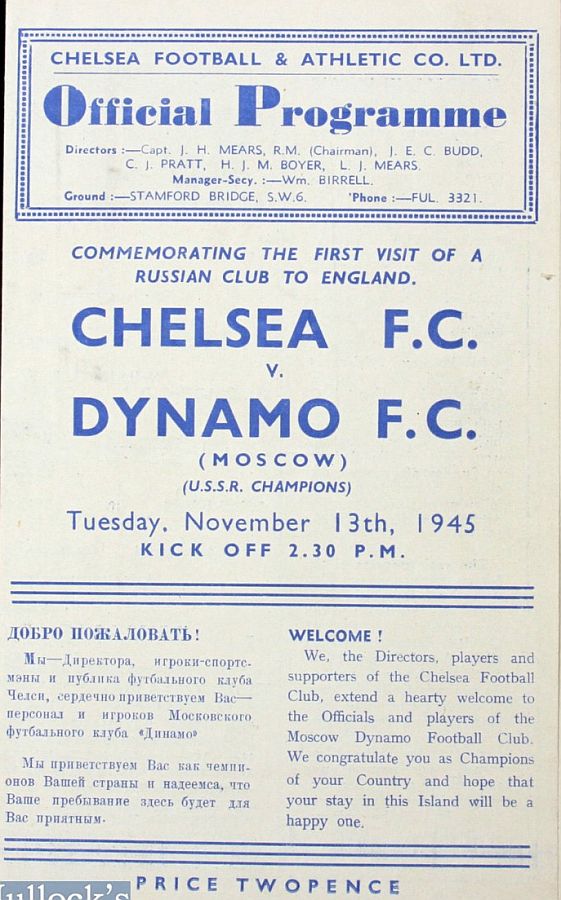 CHELSEA FOOTBALL & ATHLETIC CO. LTD.
Official Programme
Directors :—Capt. J. H. MEARS, R.M. (Chairman), J. E. C. BUDD,
C. J. PRATT, H. J. M. BOYER, L. J. MEARS.
Manager-Secy. :—Wm. BIRRELL.
Ground :—STAMFORD BRIDGE, S.W.6. 'Phone :—FUL. 3321.
COMMEMORATING THE FIRST VISIT OF A
RUSSIAN CLUB TO ENGLAND.
CHELSEA F.C.
v.
DYNAMO F.C.
(MOSCOW)
(U.S.S.R. CHAMPIONS)
Tuesday, November 13th, 1945
KICK OFF 2.30 P.M.
ДОБРО ПОЖАЛОВАТЬ!
Мы—Директора, игроки-спортс-
мэны и публика футбального клуба
Челси, сердечно приветствуем Вас—
персонал и игроков Московского
футбального клуба «Динамо»
Мы приветствуем Вас как чемпи-
онов Вашей страны и надеемса, что
Ваше пребывание здесь будет для
Вас приятным.
WELCOME !
We, the Directors, players and
supporters of the Chelsea Football
Club, extend a hearty welcome to
the Officials and players of the
Moscow Dynamo Football Club.
We congratulate you as Champions
of your Country and hope that
your stay in this Island will be a
happy one.
PRICE TWOPENCE
Mullock's